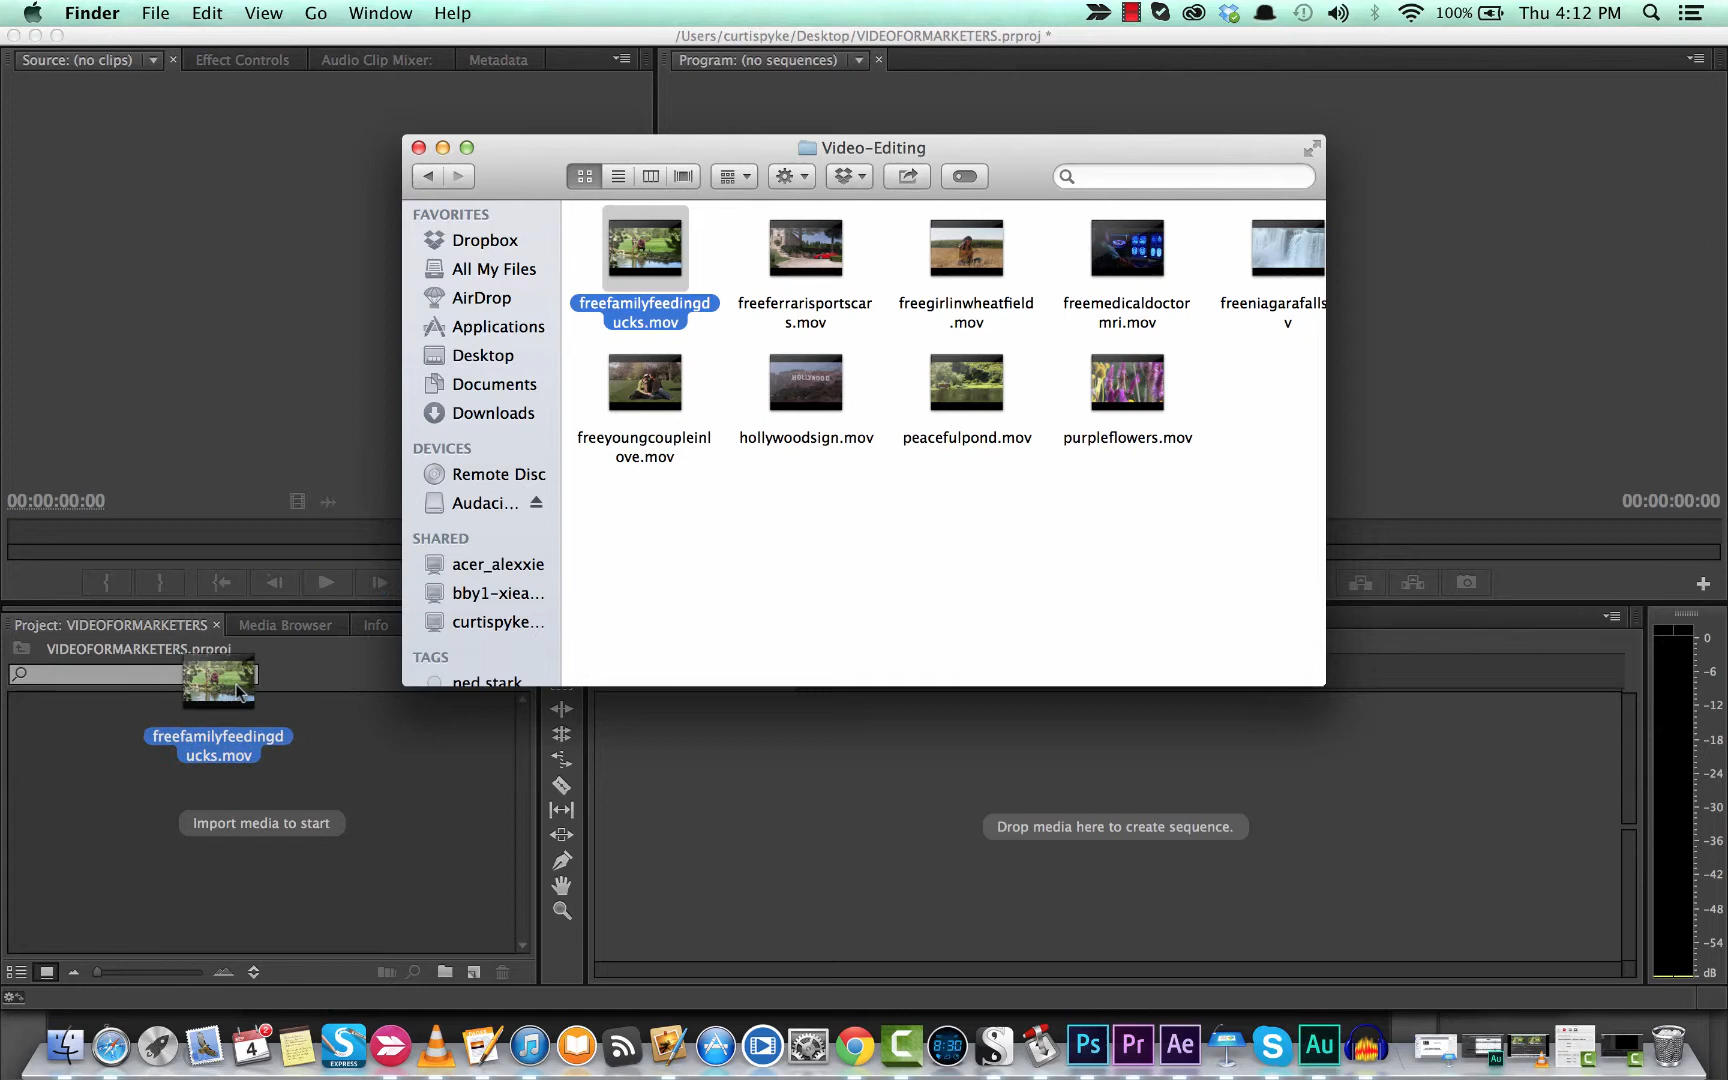 Finder File Edit View Go Window Help
100% Thu 4:12 PM
/Users/curtispyke/Desktop/VIDEOFORMARKETERS.prproj *
Source: (no clips) Effect Controls Audio Clip Mixer: Metadata
Program: (no sequences)
Video-Editing
FAVORITES
Dropbox
All My Files
AirDrop
Applications
Desktop
Documents
Downloads
DEVICES
Remote Disc
Audaci...
SHARED
acer_alexxie
bby1-xiea...
curtispyke...
TAGS
ned stark
freefamilyfeedingd
ucks.mov
freeferrarisportscar
s.mov
freegirlinwheatfield
.mov
freemedicaldoctor
mri.mov
freeniagarafalls
v
freeyoungcoupleinl
ove.mov
HOLLYWOOD
hollywoodsign.mov
peacefulpond.mov
purpleflowers.mov
00:00:00:00
00:00:00:00
Project: VIDEOFORMARKETERS Media Browser Info
VIDEOFORMARKETERS.prproj
freefamilyfeedingd
ucks.mov
Import media to start
Drop media here to create sequence.
0
-6
-12
-18
-24
-30
-36
-42
-48
-54
dB
2
4
EXPRESS
8:30
Ps
Pr
Ae
Au